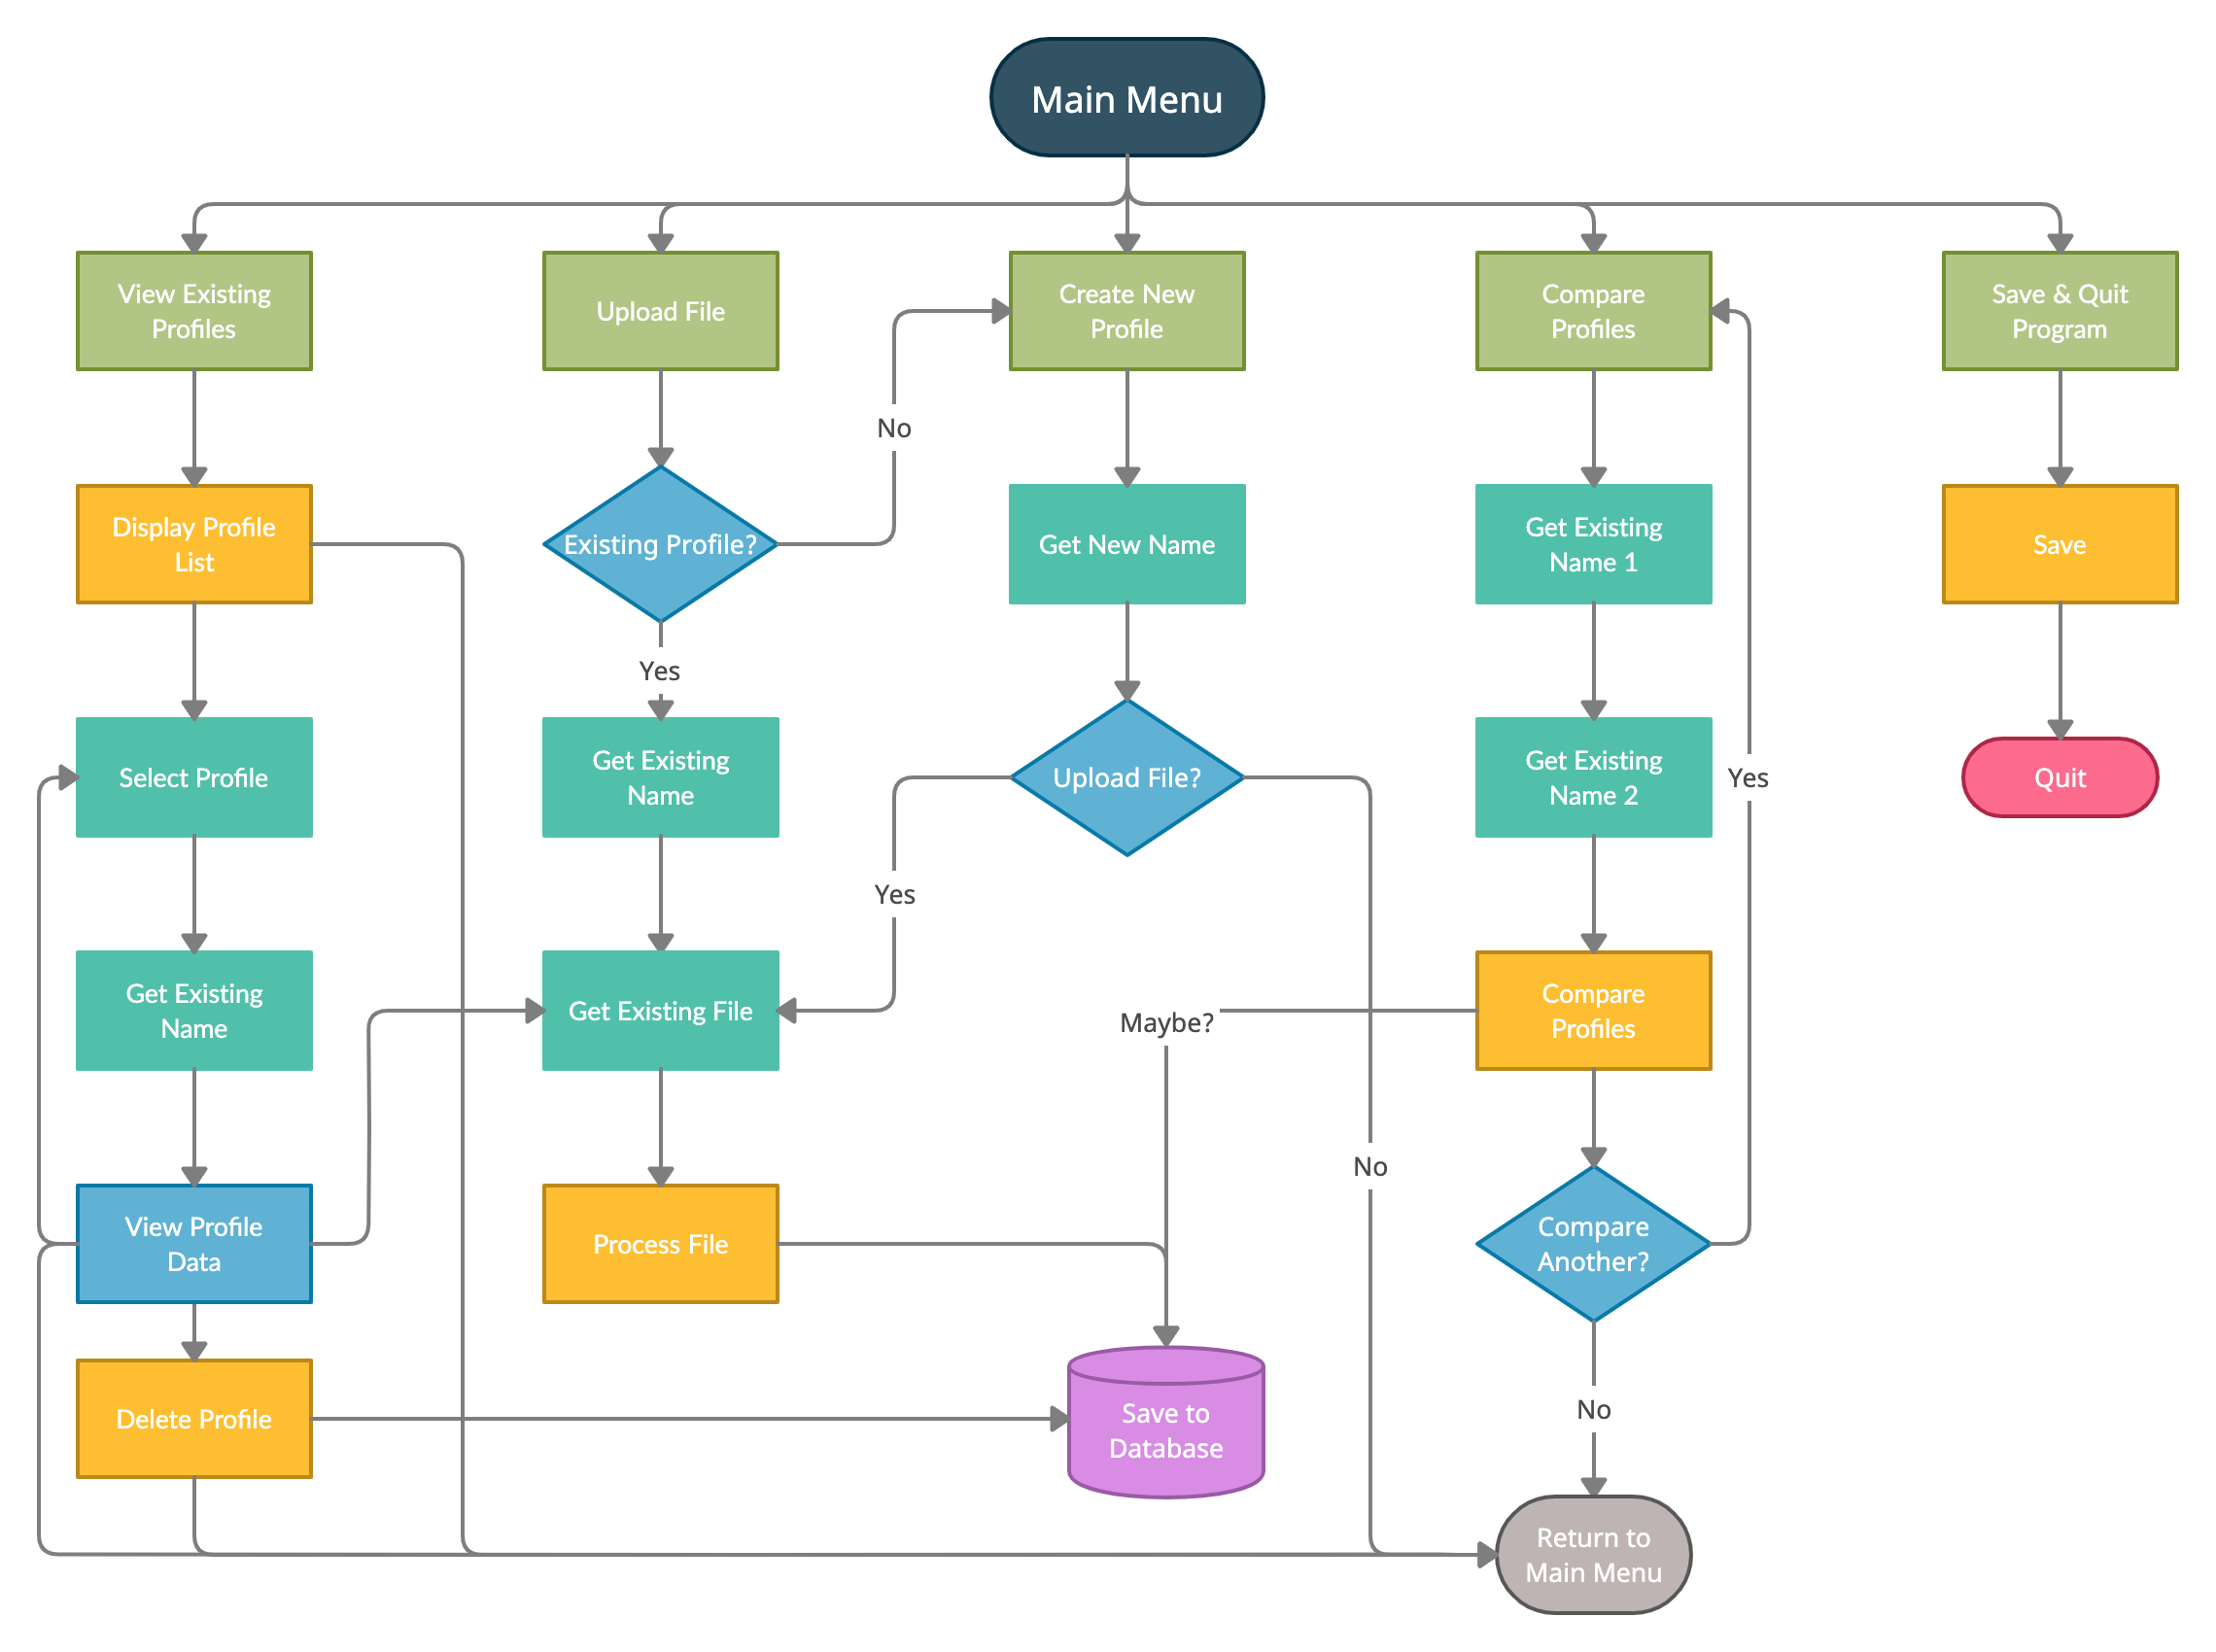 Main Menu
View Existing
Profiles
Upload File
Create New
Profile
Compare
Profiles
Save & Quit
Program
No
Display Profile
List
Existing Profile?
Get New Name
Get Existing
Name 1
Save
Yes
Select Profile
Get Existing
Name
Upload File?
Get Existing
Name 2
Yes
Quit
Yes
Get Existing
Name
Get Existing File
Maybe?
Compare
Profiles
No
View Profile
Data
Process File
Compare
Another?
Delete Profile
Save to
Database
No
Return to
Main Menu